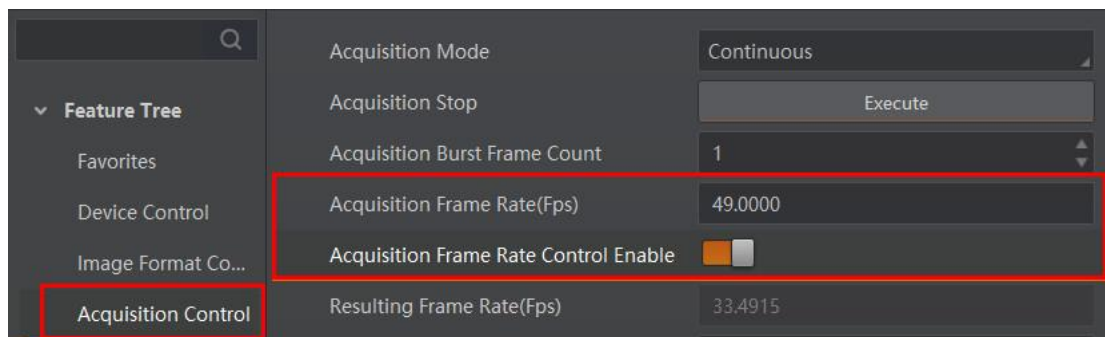 Acquisition Mode Continuous
Acquisition Stop Execute
Feature Tree
Acquisition Burst Frame Count 1
Favorites
Acquisition Frame Rate(Fps) 49.0000
Device Control
Acquisition Frame Rate Control Enable
Image Format Co...
Resulting Frame Rate(Fps) 33.4915
Acquisition Control